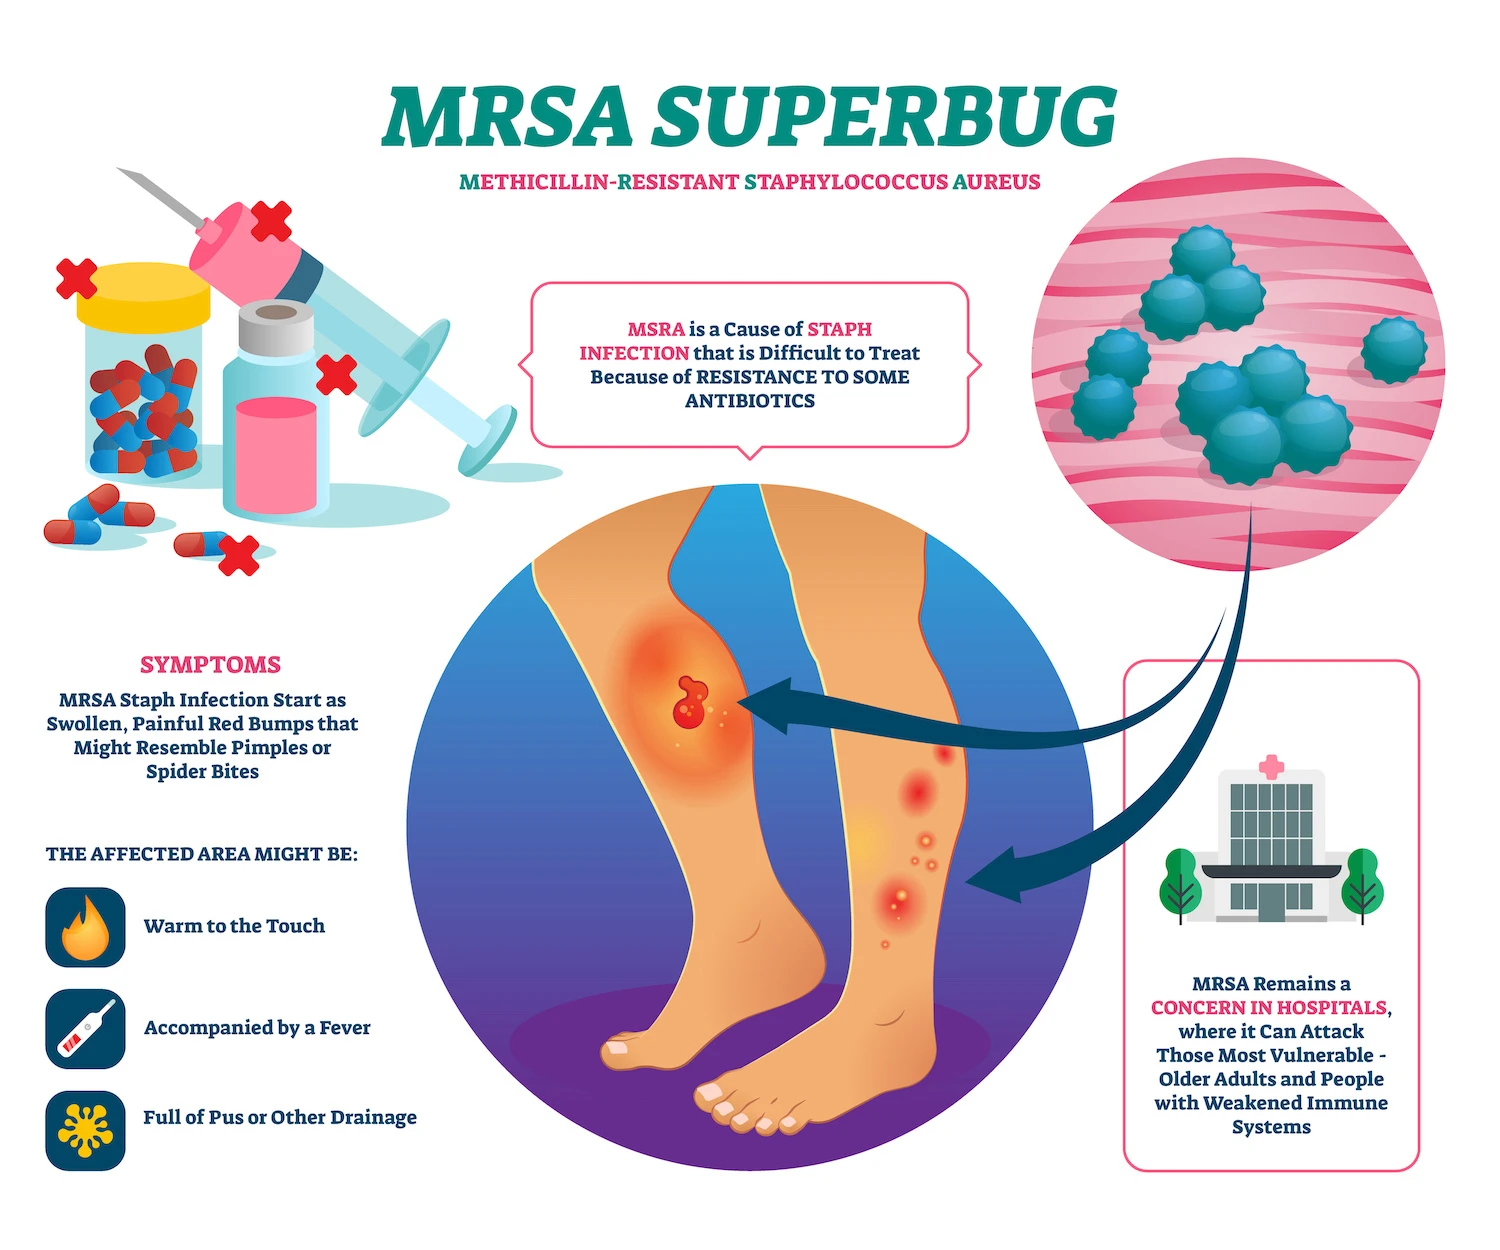 MRSA SUPERBUG
METHICILLIN-RESISTANT STAPHYLOCOCCUS AUREUS
MSRA is a Cause of STAPH
INFECTION that is Difficult to Treat
Because of RESISTANCE TO SOME
ANTIBIOTICS
SYMPTOMS
MRSA Staph Infection Start as
Swollen, Painful Red Bumps that
Might Resemble Pimples or
Spider Bites
THE AFFECTED AREA MIGHT BE:
Warm to the Touch
Accompanied by a Fever
Full of Pus or Other Drainage
MRSA Remains a
CONCERN IN HOSPITALS,
where it Can Attack
Those Most Vulnerable -
Older Adults and People
with Weakened Immune
Systems